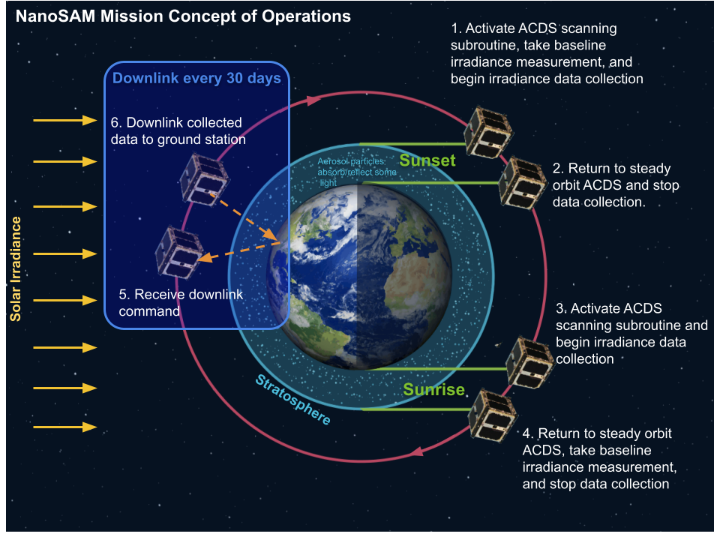 NanoSAM Mission Concept of Operations
1. Activate ACDS scanning
subroutine, take baseline
irradiance measurement, and
begin irradiance data collection
Downlink every 30 days
6. Downlink collected
data to ground station
Aerosol particles
absorb/reflect some
light
Sunset
2. Return to steady
orbit ACDS and stop
data collection.
Solar Irradiance
5. Receive downlink
command
3. Activate ACDS
scanning subroutine and
begin irradiance data
collection
Stratosphere
Sunrise
4. Return to steady orbit
ACDS, take baseline
irradiance measurement,
and stop data collection